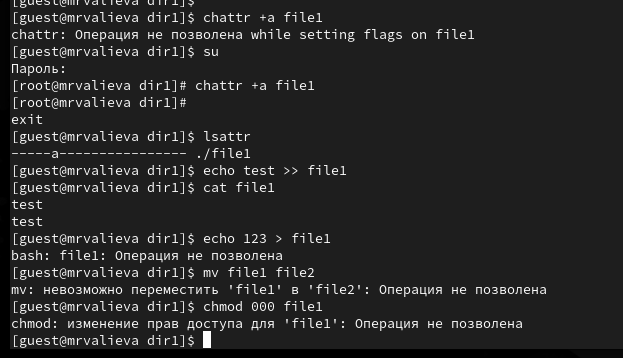 [guest@mrvalieva dir1]$
[guest@mrvalieva dir1]$ chattr +a file1
chattr: Операция не позволена while setting flags on file1
[guest@mrvalieva dir1]$ su
Пароль:
[root@mrvalieva dir1]# chattr +a file1
[root@mrvalieva dir1]#
exit
[guest@mrvalieva dir1]$ lsattr
-----a---------------- ./file1
[guest@mrvalieva dir1]$ echo test >> file1
[guest@mrvalieva dir1]$ cat file1
test
test
[guest@mrvalieva dir1]$ echo 123 > file1
bash: file1: Операция не позволена
[guest@mrvalieva dir1]$ mv file1 file2
mv: невозможно переместить 'file1' в 'file2': Операция не позволена
[guest@mrvalieva dir1]$ chmod 000 file1
chmod: изменение прав доступа для 'file1': Операция не позволена
[guest@mrvalieva dir1]$